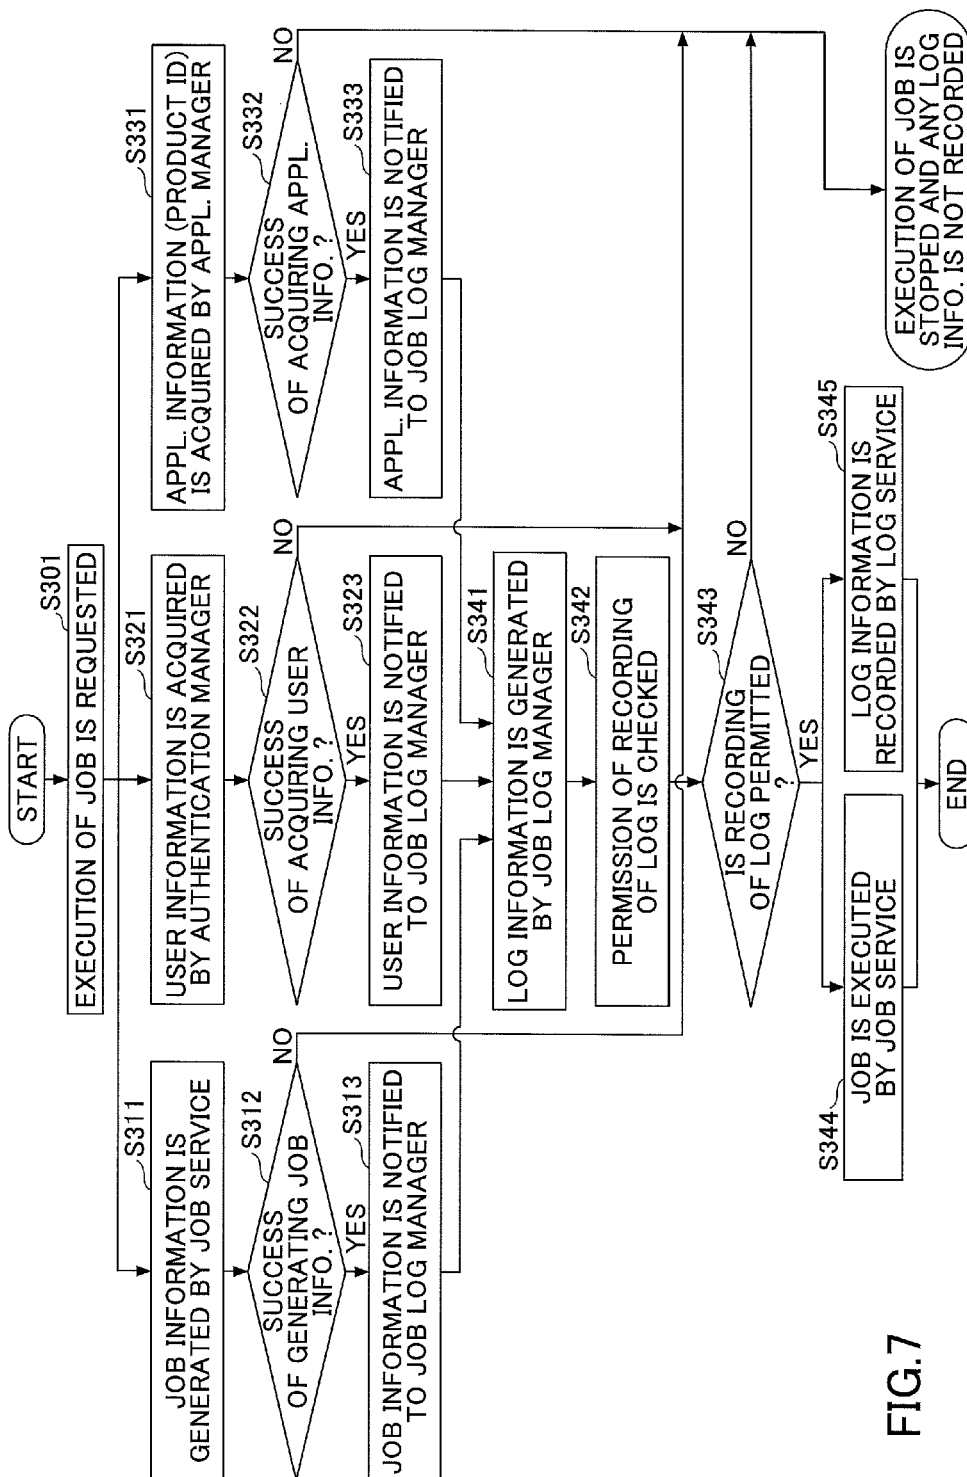 START
S301
EXECUTION OF JOB IS REQUESTED
S311
JOB INFORMATION IS
GENERATED BY JOB SERVICE
S312
SUCCESS
OF GENERATING JOB
INFO. ?
NO
YES
S313
JOB INFORMATION IS NOTIFIED
TO JOB LOG MANAGER
S321
USER INFORMATION IS ACQUIRED
BY AUTHENTICATION MANAGER
S322
SUCCESS
OF ACQUIRING USER
INFO. ?
NO
YES
S323
USER INFORMATION IS NOTIFIED
TO JOB LOG MANAGER
S331
APPL. INFORMATION (PRODUCT ID)
IS ACQUIRED BY APPL. MANAGER
S332
SUCCESS
OF ACQUIRING APPL.
INFO. ?
NO
YES
S333
APPL. INFORMATION IS NOTIFIED
TO JOB LOG MANAGER
S341
LOG INFORMATION IS GENERATED
BY JOB LOG MANAGER
S342
PERMISSION OF RECORDING
OF LOG IS CHECKED
S343
IS RECORDING
OF LOG PERMITTED
?
NO
YES
S344
JOB IS EXECUTED
BY JOB SERVICE
S345
LOG INFORMATION IS
RECORDED BY LOG SERVICE
EXECUTION OF JOB IS
STOPPED AND ANY LOG
INFO. IS NOT RECORDED
END
FIG.7